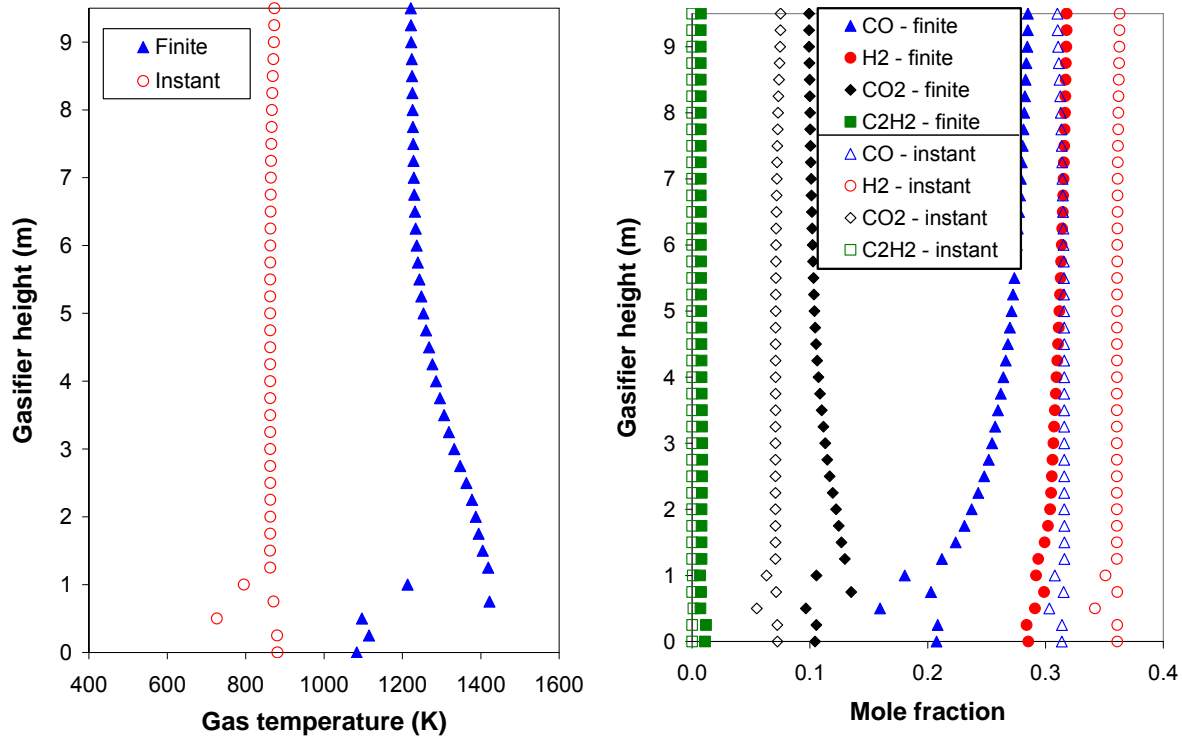 9
8
7
6
5
4
3
2
1
0
Gasifier height (m)
Finite
Instant
400 600 800 1000 1200 1400 1600
Gas temperature (K)
9
8
7
6
5
4
3
2
1
0
Gasifier height (m)
CO - finite
H2 - finite
CO2 - finite
C2H2 - finite
CO - instant
H2 - instant
CO2 - instant
C2H2 - instant
0.0 0.1 0.2 0.3 0.4
Mole fraction